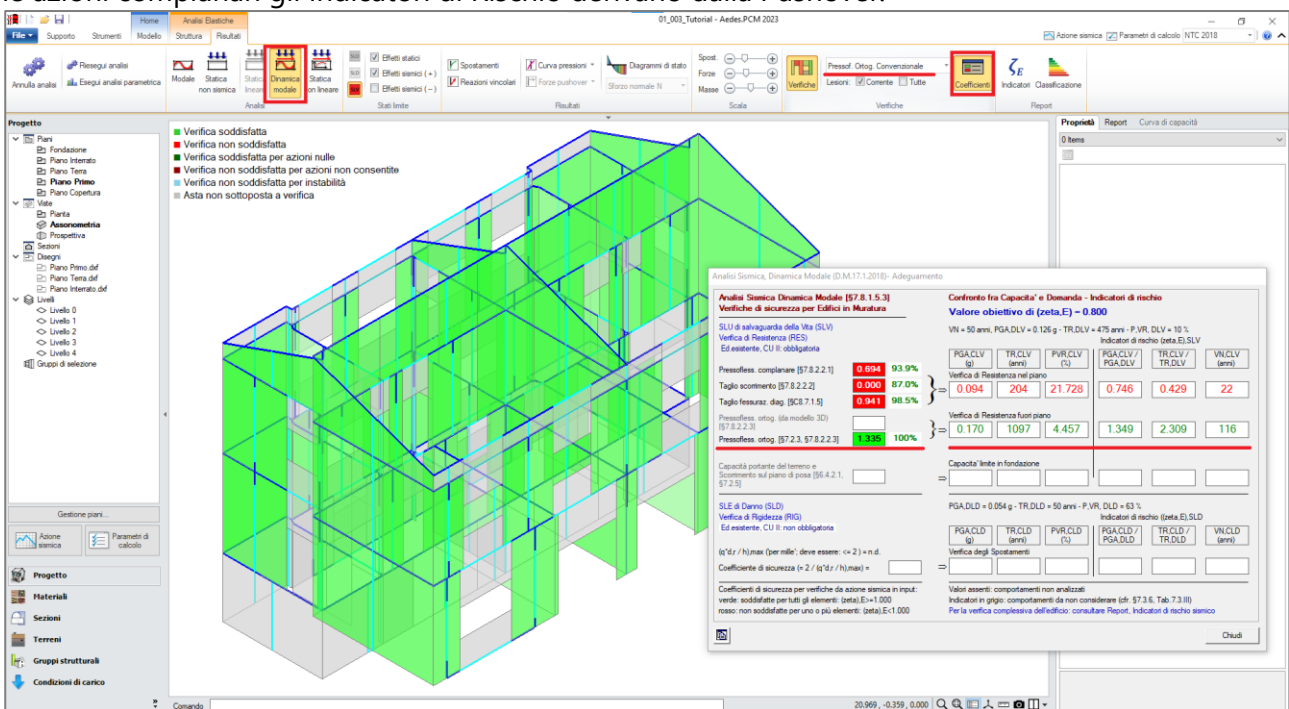 le azioni complanari gli indicatori di Rischio derivano dalla Pushover.
01_003_Tutorial - Aedes.PCM 2023
Home
Analisi Elastiche
File
Supporto
Strumenti
Modello
Struttura
Risultati
Azione sismica
Parametri di calcolo
NTC 2018
Annulla analisi
Riesegui analisi
Esegui analisi parametrica
Modale
Statica non sismica
Statica lineare
Dinamica modale
Statica non lineare
Analisi
SLO
SLD
SLV
Effetti statici
Effetti sismici ( + )
Effetti sismici ( – )
Stati limite
Spostamenti
Reazioni vincolari
Curva pressioni
Forze pushover
Risultati
Diagrammi di stato
Sforzo normale N
Spost.
Forze
Masse
Scala
Verifiche
Pressof. Ortog. Convenzionale
Lesioni:
Corrente
Tutte
Coefficienti
Verifiche
ζE
Indicatori
Classificazione
Report
Progetto
Piani
Fondazione
Piano Interrato
Piano Terra
Piano Primo
Piano Copertura
Viste
Pianta
Assonometria
Prospettiva
Sezioni
Disegni
Piano Primo.dxf
Piano Terra.dxf
Piano Interrato.dxf
Livelli
Livello 0
Livello 1
Livello 2
Livello 3
Livello 4
Gruppi di selezione
Gestione piani...
Azione sismica
Parametri di calcolo
Progetto
Materiali
Sezioni
Terreni
Gruppi strutturali
Condizioni di carico
Verifica soddisfatta
Verifica non soddisfatta
Verifica soddisfatta per azioni nulle
Verifica non soddisfatta per azioni non consentite
Verifica non soddisfatta per instabilità
Asta non sottoposta a verifica
Proprietà
Report
Curva di capacità
0 Items
Analisi Sismica, Dinamica Modale (D.M.17.1.2018)- Adeguamento
Analisi Sismica Dinamica Modale [§7.8.1.5.3]
Verifiche di sicurezza per Edifici in Muratura
SLU di salvaguardia della Vita (SLV)
Verifica di Resistenza (RES)
Ed.esistente, CU II: obbligatoria
Pressofless. complanare [§7.8.2.2.1]
0.694
93.9%
Taglio scorrimento [§7.8.2.2.2]
0.000
87.0%
Taglio fessuraz. diag. [§C8.7.1.5]
0.941
98.5%
Pressofless. ortog. (da modello 3D)
[§7.8.2.2.3]
Pressofless. ortog. [§7.2.3, §7.8.2.2.3]
1.335
100%
Capacità portante del terreno e
Scorrimento sul piano di posa [§6.4.2.1,
§7.2.5]
SLE di Danno (SLD)
Verifica di Rigidezza (RIG)
Ed.esistente, CU II: non obbligatoria
(q*d,r / h),max ('per mille'; deve essere: <= 2 ) = n.d.
Coefficiente di sicurezza (= 2 / (q*d,r / h),max) =
Coefficienti di sicurezza per verifiche da azione sismica in input:
verde: soddisfatte per tutti gli elementi: (zeta),E>=1.000
rosso: non soddisfatte per uno o più elementi: (zeta),E<1.000
Confronto fra Capacita' e Domanda - Indicatori di rischio
Valore obiettivo di (zeta,E) = 0.800
VN = 50 anni, PGA,DLV = 0.126 g - TR,DLV = 475 anni - P,VR, DLV = 10 %
Indicatori di rischio (zeta,E),SLV
PGA,CLV (g)
TR,CLV (anni)
PVR,CLV (%)
PGA,CLV / PGA,DLV
TR,CLV / TR,DLV
VN,CLV (anni)
Verifica di Resistenza nel piano
0.094
204
21.728
0.746
0.429
22
Verifica di Resistenza fuori piano
0.170
1097
4.457
1.349
2.309
116
Capacita' limite in fondazione
PGA,DLD = 0.054 g - TR,DLD = 50 anni - P,VR, DLD = 63 %
Indicatori di rischio ((zeta,E),SLD
PGA,CLD (g)
TR,CLD (anni)
PVR,CLD (%)
PGA,CLD / PGA,DLD
TR,CLD / TR,DLD
VN,CLD (anni)
Verifica degli Spostamenti
Valori assenti: comportamenti non analizzati
Indicatori in grigio: comportamenti da non considerare (cfr. §7.3.6, Tab.7.3.III)
Per la verifica complessiva dell'edificio: consultare Report, Indicatori di rischio sismico
Chiudi
Comando
20.969 , -0.359 , 0.000